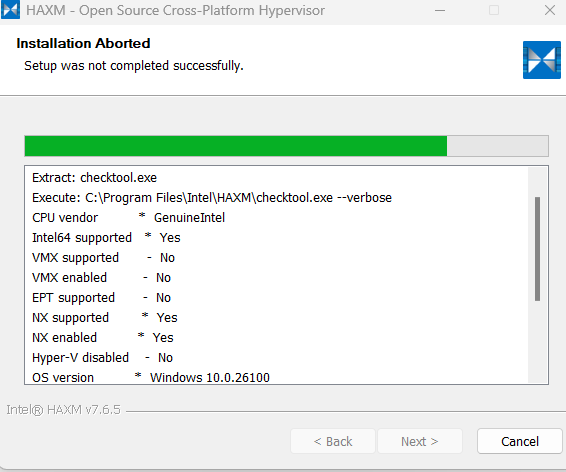 HAXM - Open Source Cross-Platform Hypervisor
Installation Aborted
Setup was not completed successfully.
Extract: checktool.exe
Execute: C:\Program Files\Intel\HAXM\checktool.exe --verbose
CPU vendor * GenuineIntel
Intel64 supported * Yes
VMX supported - No
VMX enabled - No
EPT supported - No
NX supported * Yes
NX enabled * Yes
Hyper-V disabled - No
OS version * Windows 10.0.26100
Intel® HAXM v7.6.5
< Back
Next >
Cancel